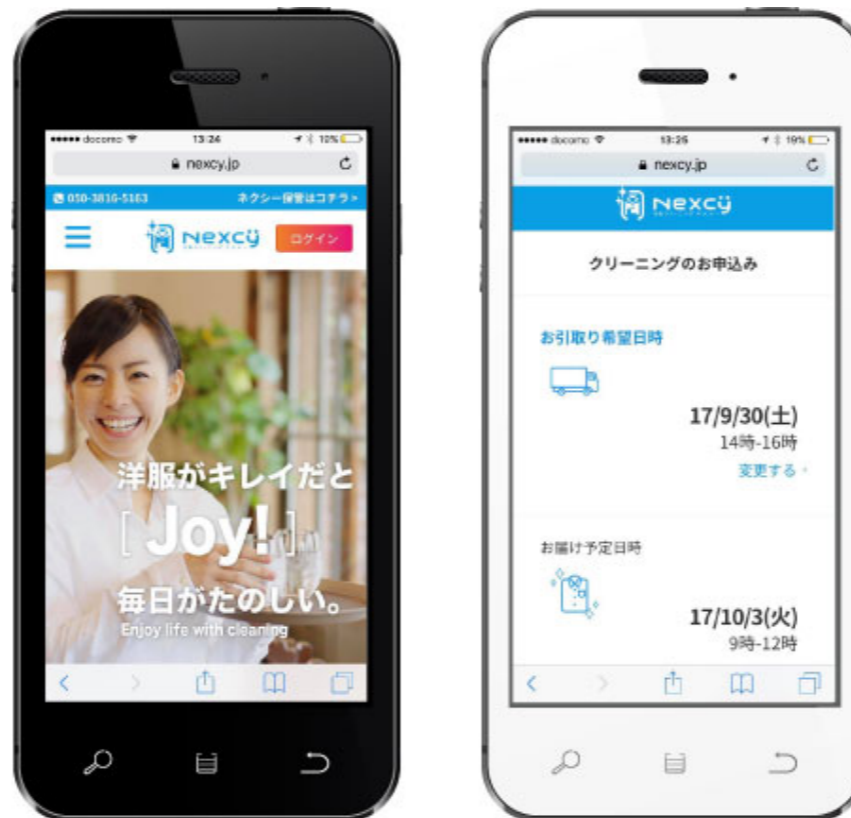 docomo 13:24
nexcy.jp
050-3816-5163 ネクシー保管はコチラ >
Nexcy ログイン
洋服がキレイだと
[ Joy! ]
毎日がたのしい。
Enjoy life with cleaning
docomo 13:25 19%
nexcy.jp
Nexcy
クリーニングのお申込み
お引取り希望日時
17/9/30(土)
14時-16時
変更する
お届け予定日時
17/10/3(火)
9時-12時